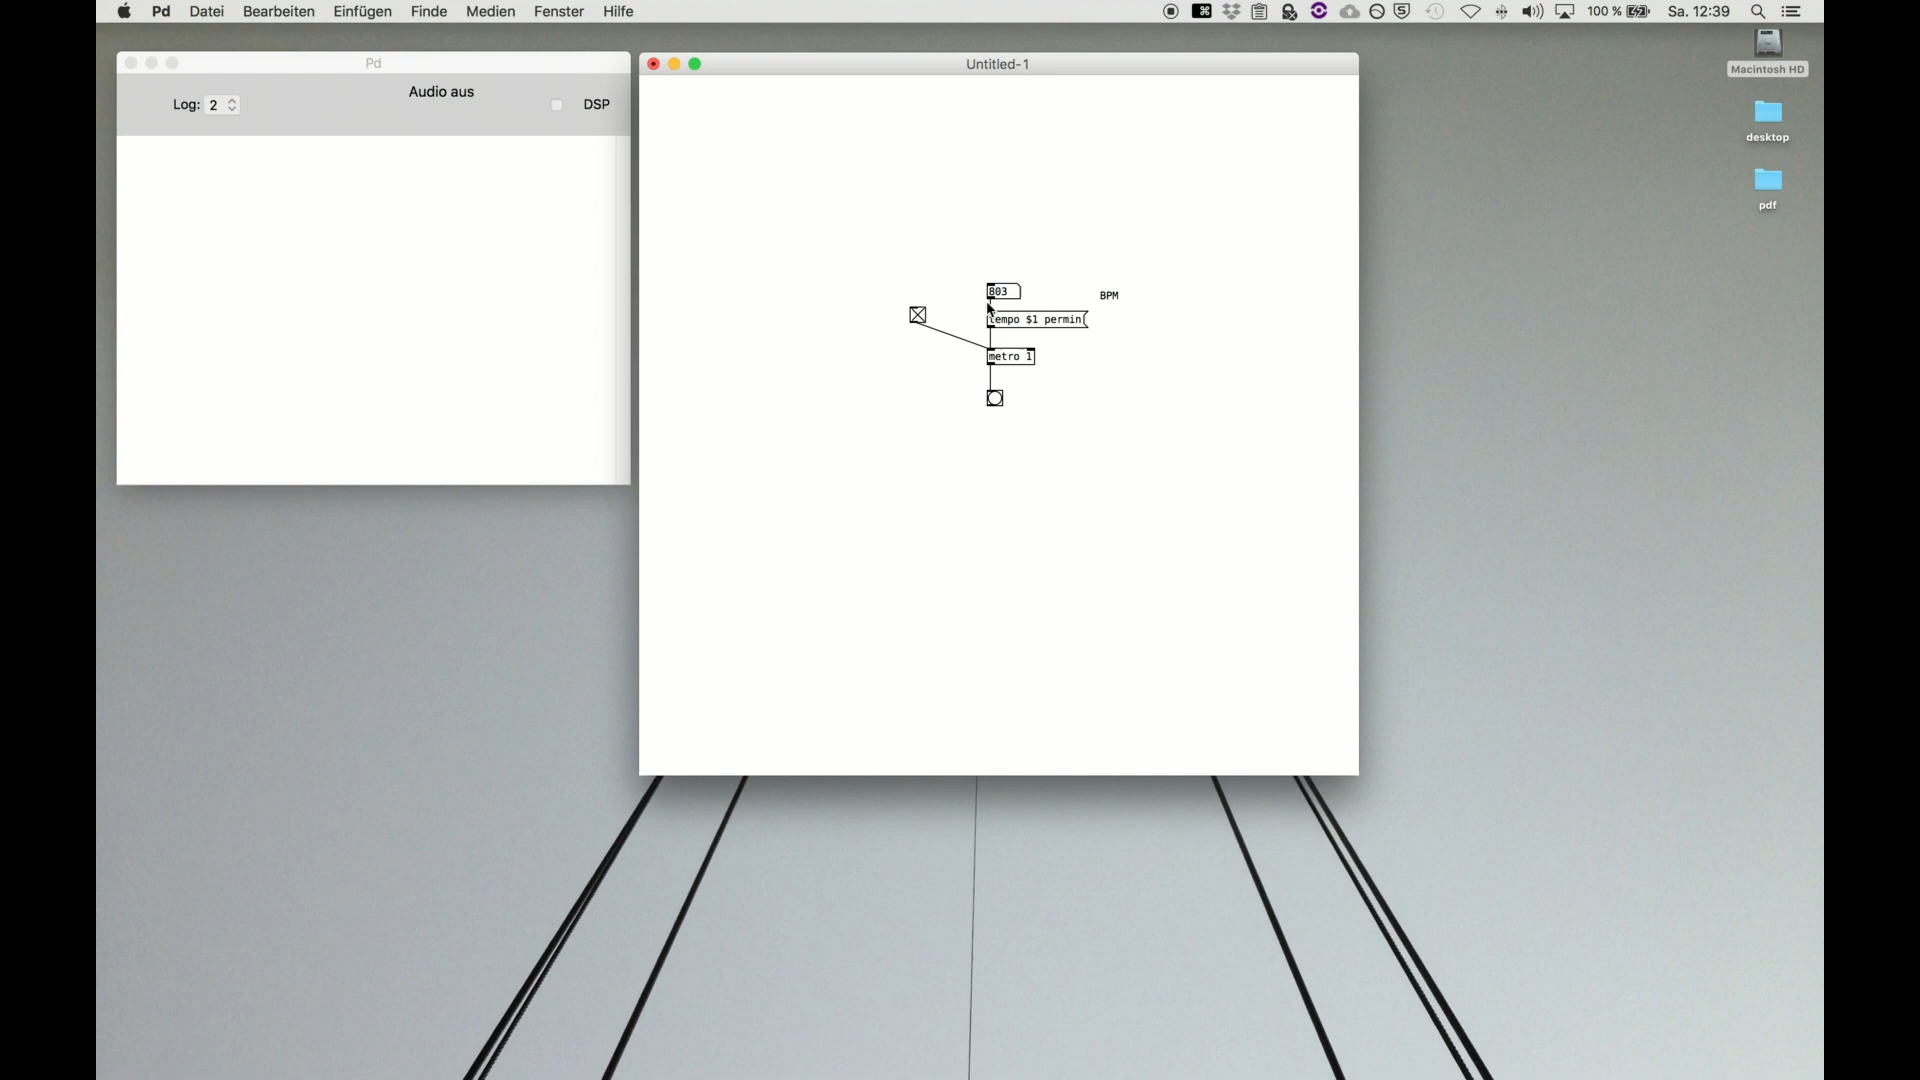 Pd Datei Bearbeiten Einfügen Finde Medien Fenster Hilfe 100 % Sa. 12:39
Pd
Audio aus
Log: 2
DSP
Untitled-1
803
BPM
tempo $1 permin
metro 1
Macintosh HD
desktop
pdf